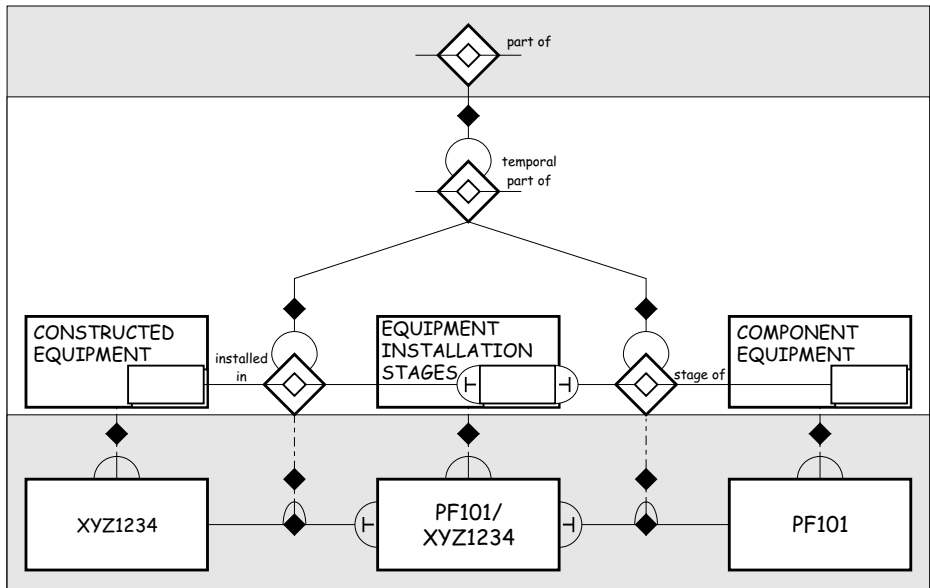 part of
temporal
part of
CONSTRUCTED
EQUIPMENT
installed
in
EQUIPMENT
INSTALLATION
STAGES
stage of
COMPONENT
EQUIPMENT
T
T
XYZ1234
T
PF101/
XYZ1234
T
PF101